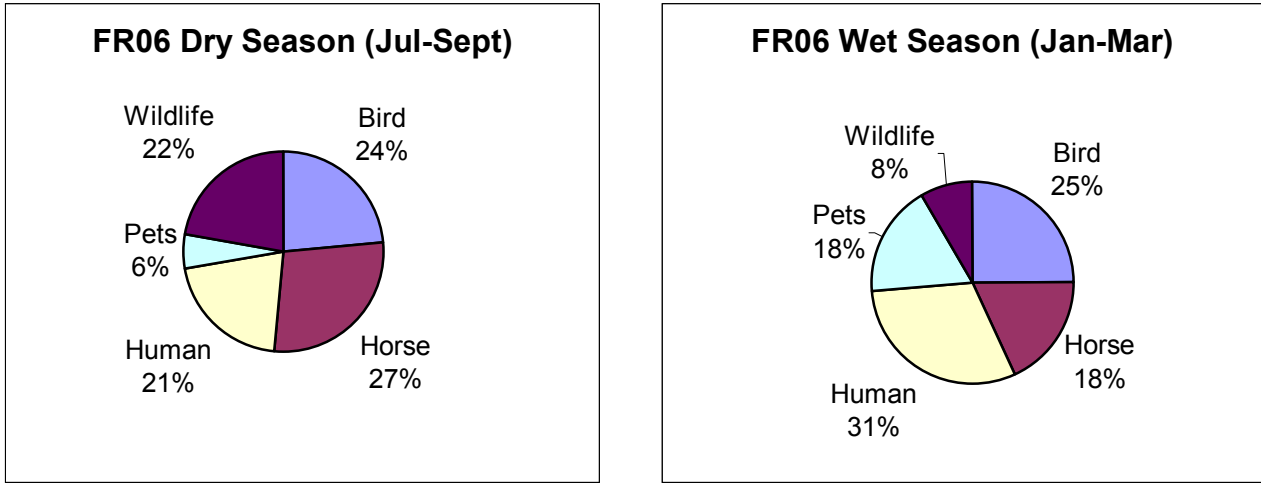 FR06 Dry Season (Jul-Sept)
Wildlife
22%
Bird
24%
Pets
6%
Human
21%
Horse
27%
FR06 Wet Season (Jan-Mar)
Wildlife
8%
Bird
25%
Pets
18%
Horse
18%
Human
31%